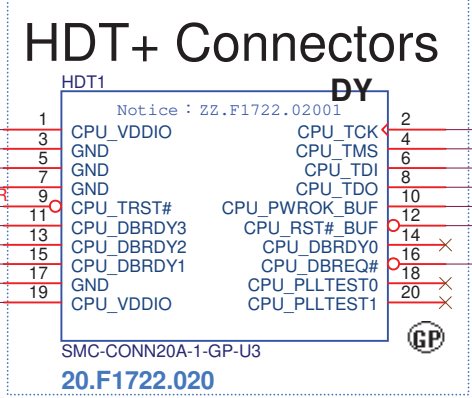 HDT+ Connectors
HDT1
DY
Notice : ZZ.F1722.02001
1 CPU_VDDIO CPU_TCK 2
3 GND CPU_TMS 4
5 GND CPU_TDI 6
7 GND CPU_TDO 8
R
9 CPU_TRST# CPU_PWROK_BUF 10
11 CPU_DBRDY3 CPU_RST#_BUF 12
13 CPU_DBRDY2 CPU_DBRDY0 14
15 CPU_DBRDY1 CPU_DBREQ# 16
17 GND CPU_PLLTEST0 18
19 CPU_VDDIO CPU_PLLTEST1 20
GP
SMC-CONN20A-1-GP-U3
20.F1722.020